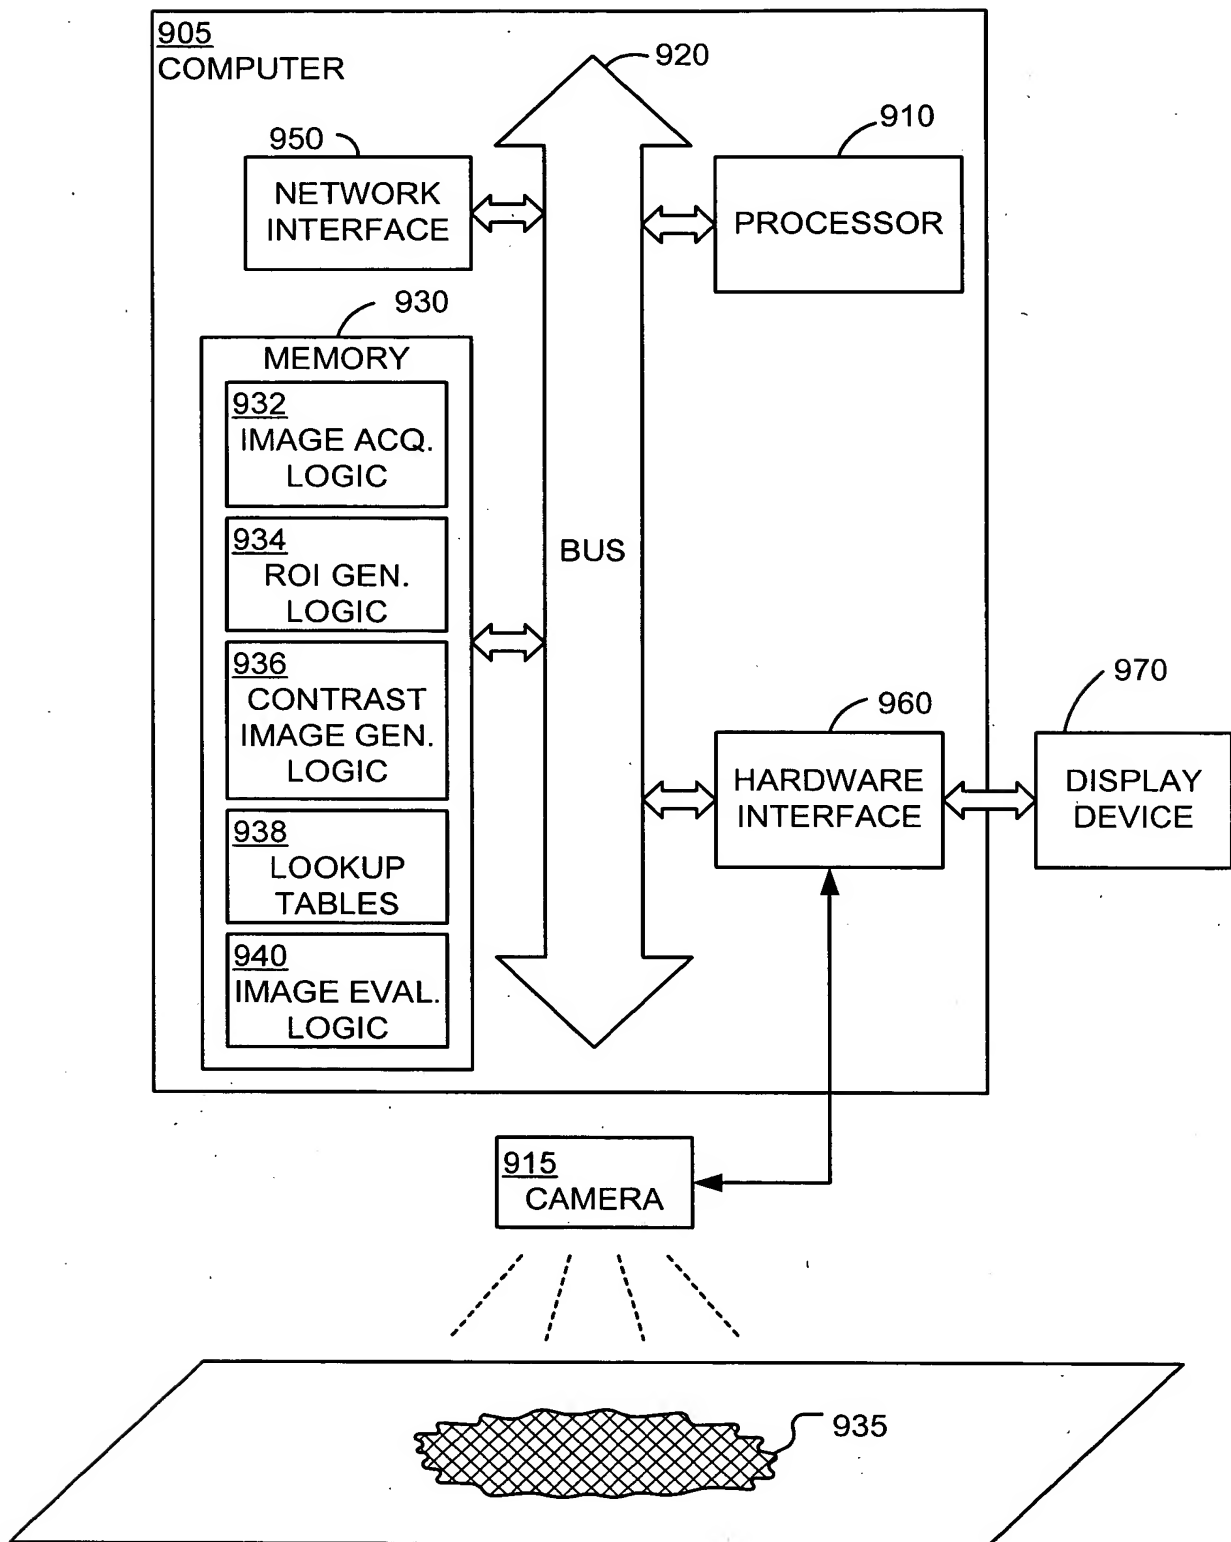 905
COMPUTER
920
910
950
NETWORK
INTERFACE
PROCESSOR
930
MEMORY
932
IMAGE ACQ.
LOGIC
934
ROI GEN.
LOGIC
BUS
936
CONTRAST
IMAGE GEN.
LOGIC
960
970
HARDWARE
INTERFACE
DISPLAY
DEVICE
938
LOOKUP
TABLES
940
IMAGE EVAL.
LOGIC
915
CAMERA
935